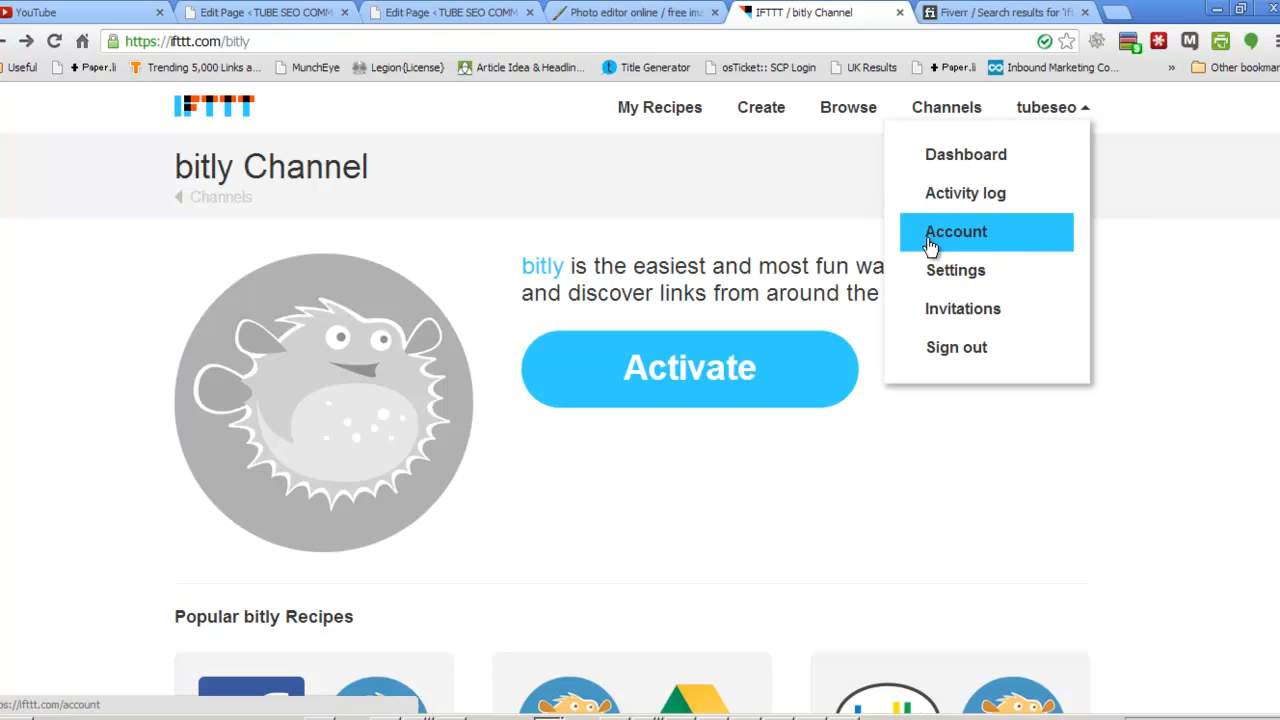 YouTube
Edit Page < TUBE SEO COMM
Edit Page < TUBE SEO COMM
Photo editor online / free ima
IFTTT / bitly Channel
Fiverr / Search results for 'ift
https://ifttt.com/bitly
Useful
+ Paper.li
Trending 5,000 Links a...
MunchEye
Legion{License}
Article Idea & Headlin...
Title Generator
osTicket:: SCP Login
UK Results
+ Paper.li
Inbound Marketing Co...
»
Other bookmar
IFTTT
My Recipes
Create
Browse
Channels
tubeseo
bitly Channel
Channels
Dashboard
Activity log
Account
Settings
Invitations
Sign out
bitly is the easiest and most fun wa
and discover links from around the
Activate
Popular bitly Recipes
ps://ifttt.com/account